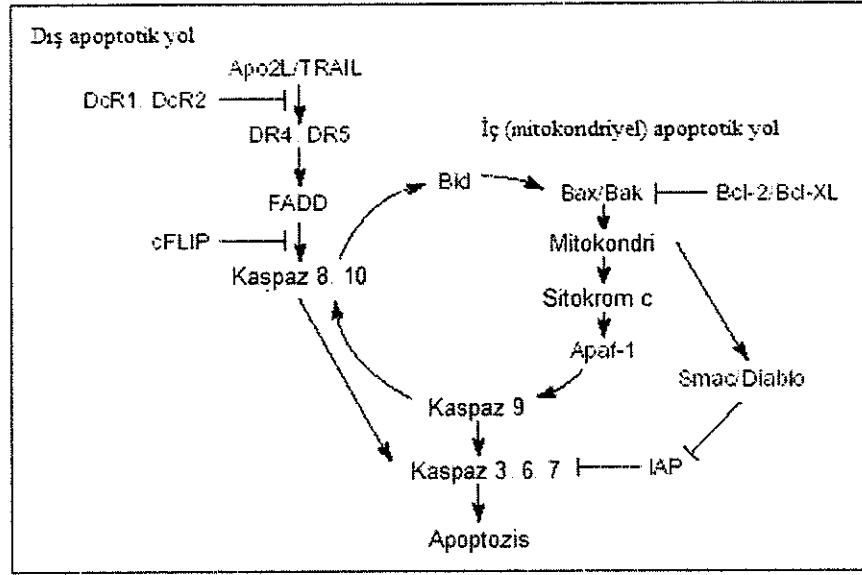 Dış apoptotik yol
Apo2L/TRAIL
DcR1. DcR2
DR4. DR5
İç (mitokondriyel) apoptotik yol
Bid
Bax/Bak
Bcl-2/Bcl-XL
FADD
cFLIP
Mitokondri
Kaspaz 8. 10
Sitokrom c
Apaf-1
Smac/Diablo
Kaspaz 9
Kaspaz 3. 6. 7
IAP
Apoptozis